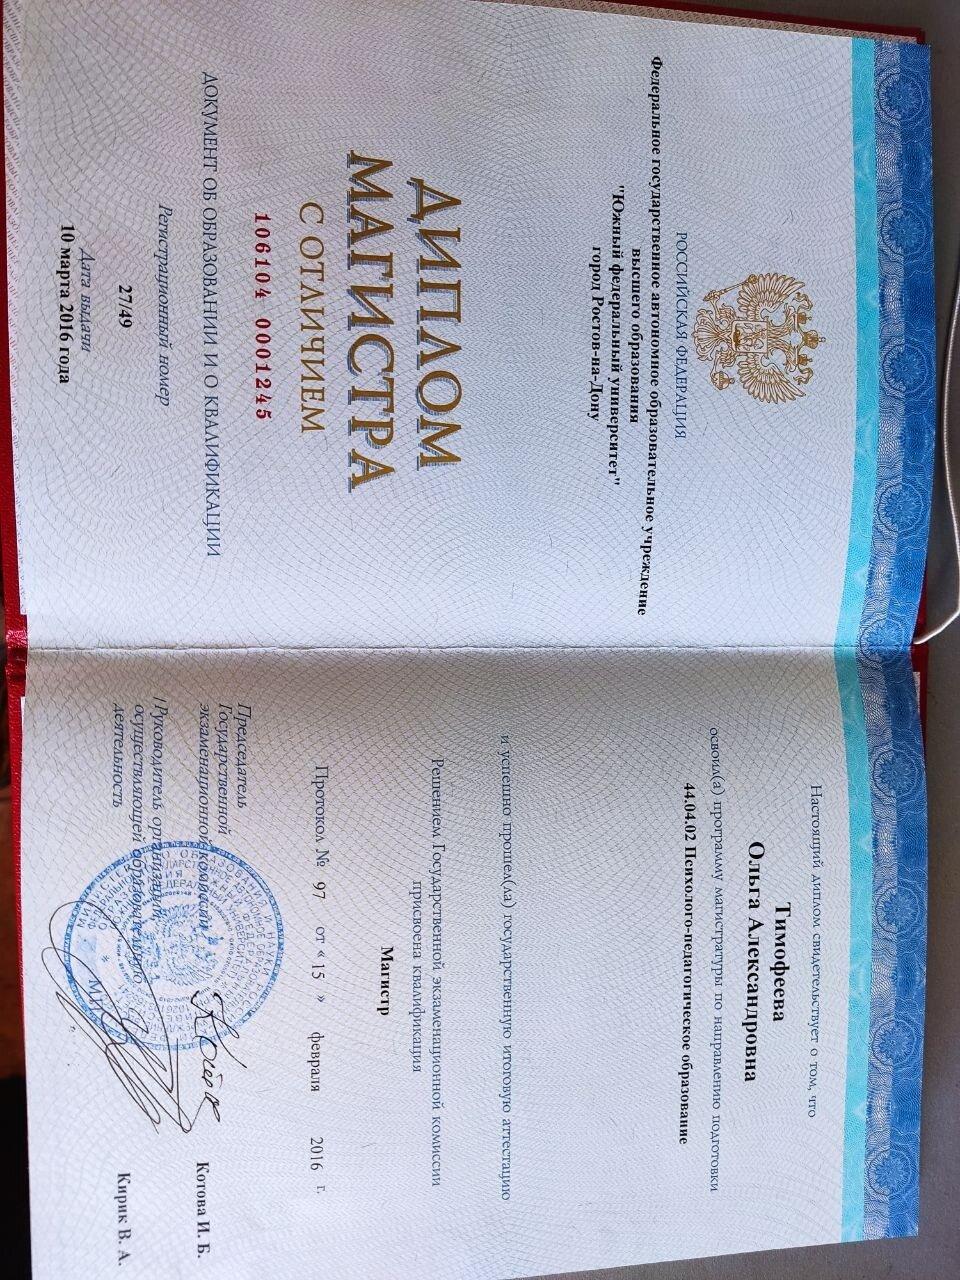 РОССИЙСКАЯ ФЕДЕРАЦИЯ
Федеральное государственное автономное образовательное учреждение
высшего образования
"Южный федеральный университет"
город Ростов-на-Дону
ДИПЛОМ
МАГИСТРА
С ОТЛИЧИЕМ
106104 0001245
ДОКУМЕНТ ОБ ОБРАЗОВАНИИ И О КВАЛИФИКАЦИИ
Регистрационный номер
27/49
Дата выдачи
10 марта 2016 года
Настоящий диплом свидетельствует о том, что
Тимофеева
Ольга Александровна
освоил(а) программу магистратуры по направлению подготовки
44.04.02 Психолого-педагогическое образование
и успешно прошел(ла) государственную итоговую аттестацию
Решением Государственной экзаменационной комиссии
присвоена квалификация
Магистр
Протокол № 97 от « 15 » февраля 2016 г.
Председатель
Государственной
экзаменационной комиссии
Котова И. Б.
Руководитель организации,
осуществляющей образовательную
деятельность
Кирик В. А.